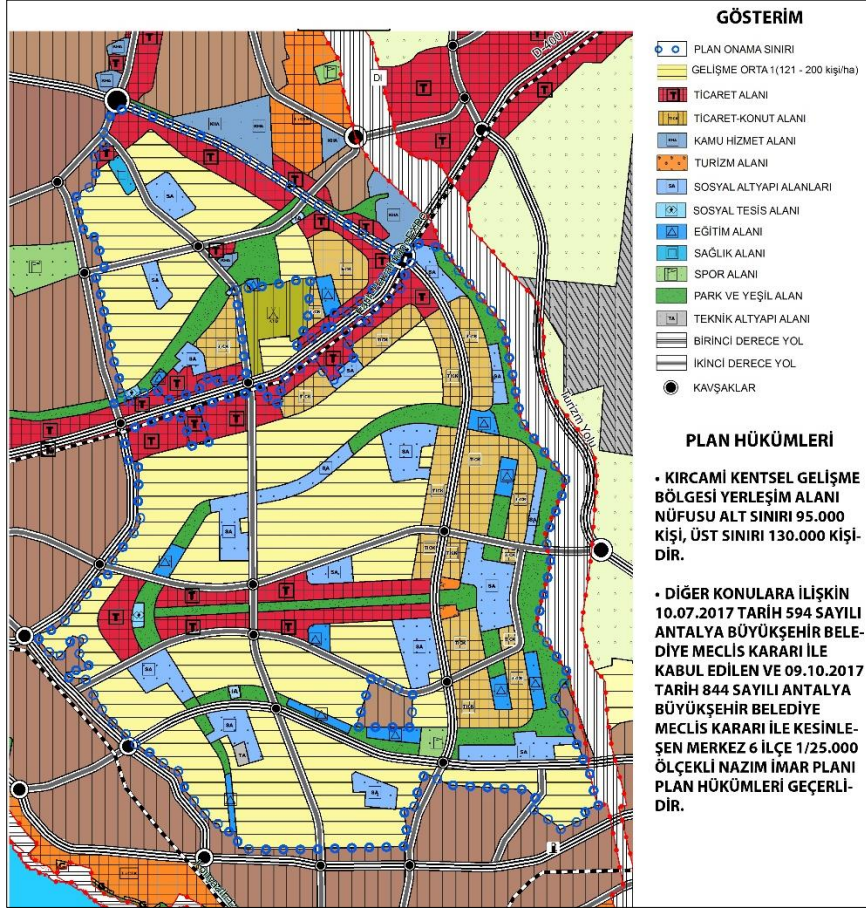 GÖSTERİM
PLAN ONAMA SINIRI
GELİŞME ORTA 1(121 - 200 kişi/ha)
TİCARET ALANI
TİCARET-KONUT ALANI
KAMU HİZMET ALANI
TURİZM ALANI
SOSYAL ALTYAPI ALANLARI
SOSYAL TESİS ALANI
EĞİTİM ALANI
SAĞLIK ALANI
SPOR ALANI
PARK VE YEŞİL ALAN
TEKNİK ALTYAPI ALANI
BİRİNCİ DERECE YOL
İKİNCİ DERECE YOL
KAVŞAKLAR
PLAN HÜKÜMLERİ
• KIRCAMİ KENTSEL GELİŞME
BÖLGESİ YERLEŞİM ALANI
NÜFUSU ALT SINIRI 95.000
KİŞİ, ÜST SINIRI 130.000 KİŞİ-
DİR.
• DİĞER KONULARA İLİŞKİN
10.07.2017 TARİH 594 SAYILI
ANTALYA BÜYÜKŞEHİR BELE-
DİYE MECLİS KARARI İLE
KABUL EDİLEN VE 09.10.2017
TARİH 844 SAYILI ANTALYA
BÜYÜKŞEHİR BELEDİYE
MECLİS KARARI İLE KESİNLE-
ŞEN MERKEZ 6 İLÇE 1/25.000
ÖLÇEKLİ NAZIM İMAR PLANI
PLAN HÜKÜMLERİ GEÇERLİ-
DİR.
D-400
DI
Turizm Yolu